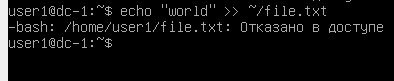 user1@dc-1:~$ echo "world" >> ~/file.txt
-bash: /home/user1/file.txt: Отказано в доступе
user1@dc-1:~$